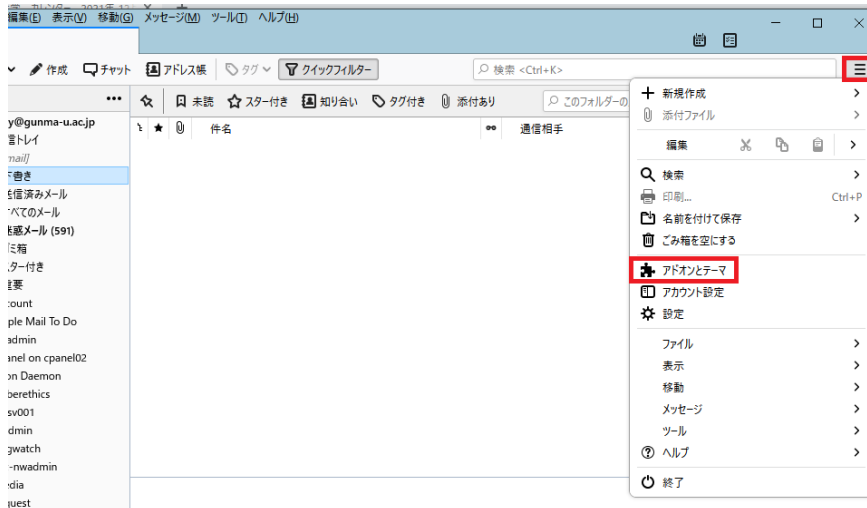 編集(E) 表示(V) 移動(G) メッセージ(M) ツール(T) ヘルプ(H)
作成 チャット アドレス帳 タグ クイックフィルター 検索 <Ctrl+K>
未読 スター付き 知り合い タグ付き 添付あり このフォルダーの
件名 通信相手
y@gunma-u.ac.jp
信トレイ
mail]
下書き
送信済みメール
すべてのメール
迷惑メール (591)
ゴミ箱
スター付き
重要
count
ple Mail To Do
admin
anel on cpanel02
on Daemon
berethics
sv001
dmin
gwatch
-nwadmin
edia
quest
新規作成
添付ファイル
編集
検索
印刷... Ctrl+P
名前を付けて保存
ごみ箱を空にする
アドオンとテーマ
アカウント設定
設定
ファイル
表示
移動
メッセージ
ツール
ヘルプ
終了